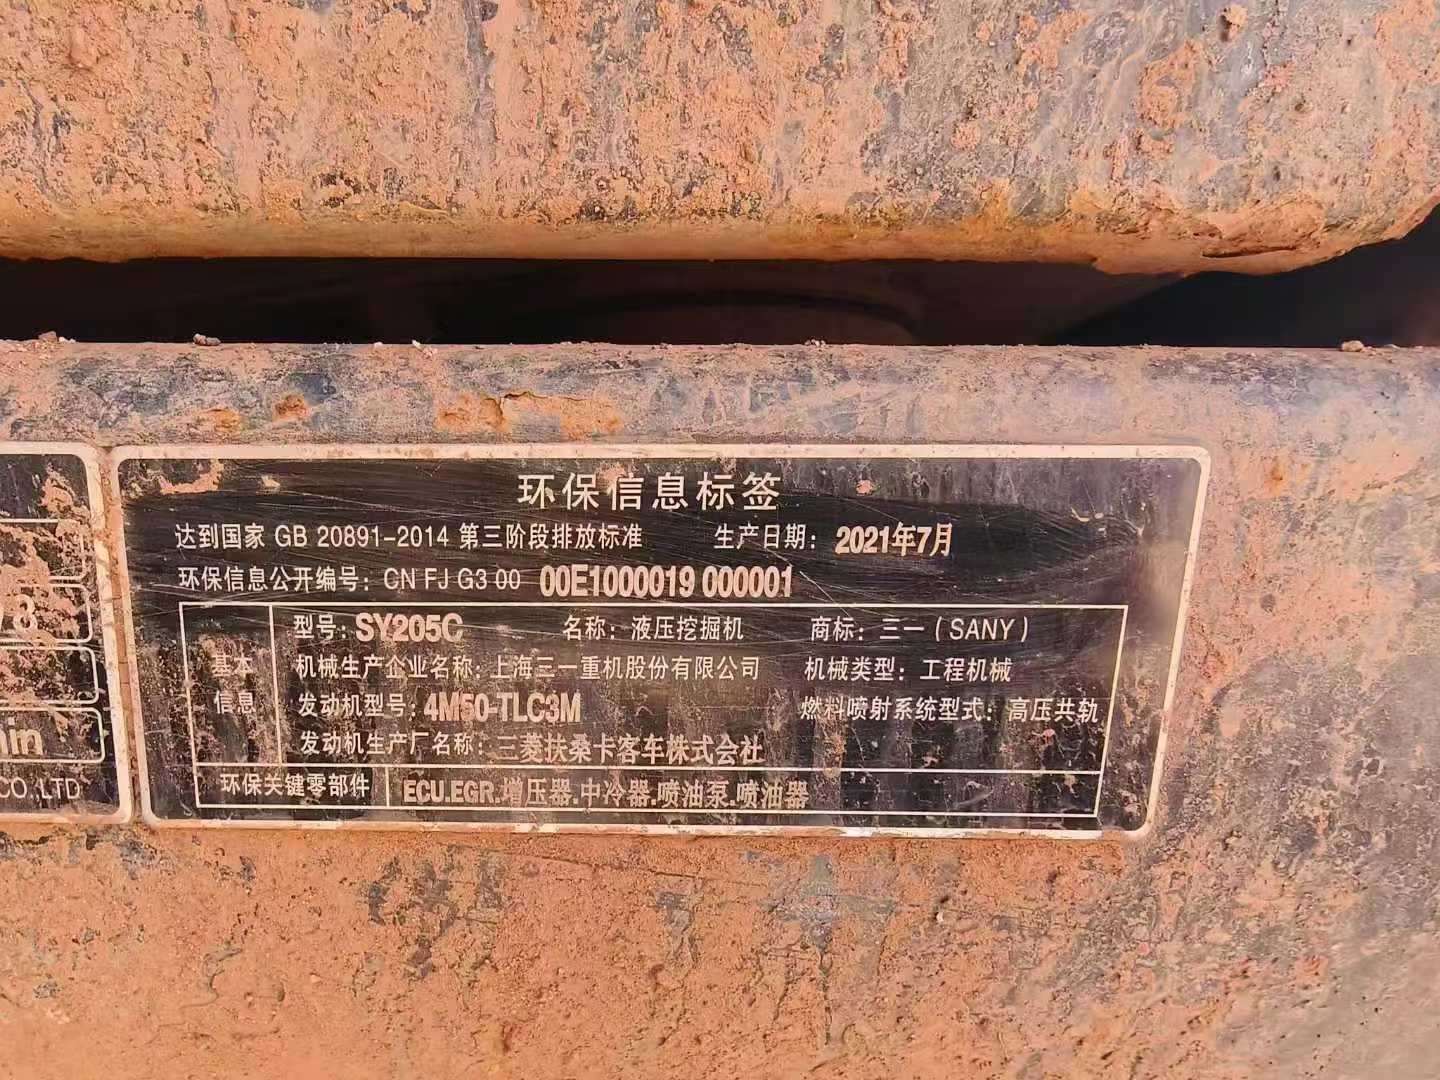 环保信息标签
达到国家 GB 20891-2014 第三阶段排放标准 生产日期：2021年7月
环保信息公开编号：CN FJ G3 00 00E1000019 000001
基本信息
型号：SY205C 名称：液压挖掘机 商标：三一（SANY）
机械生产企业名称：上海三一重机股份有限公司 机械类型：工程机械
发动机型号：4M50-TLC3M 燃料喷射系统型式：高压共轨
发动机生产厂名称：三菱扶桑卡客车株式会社
环保关键零部件 ECU.EGR.增压器.中冷器.喷油泵.喷油器
CO.,LTD